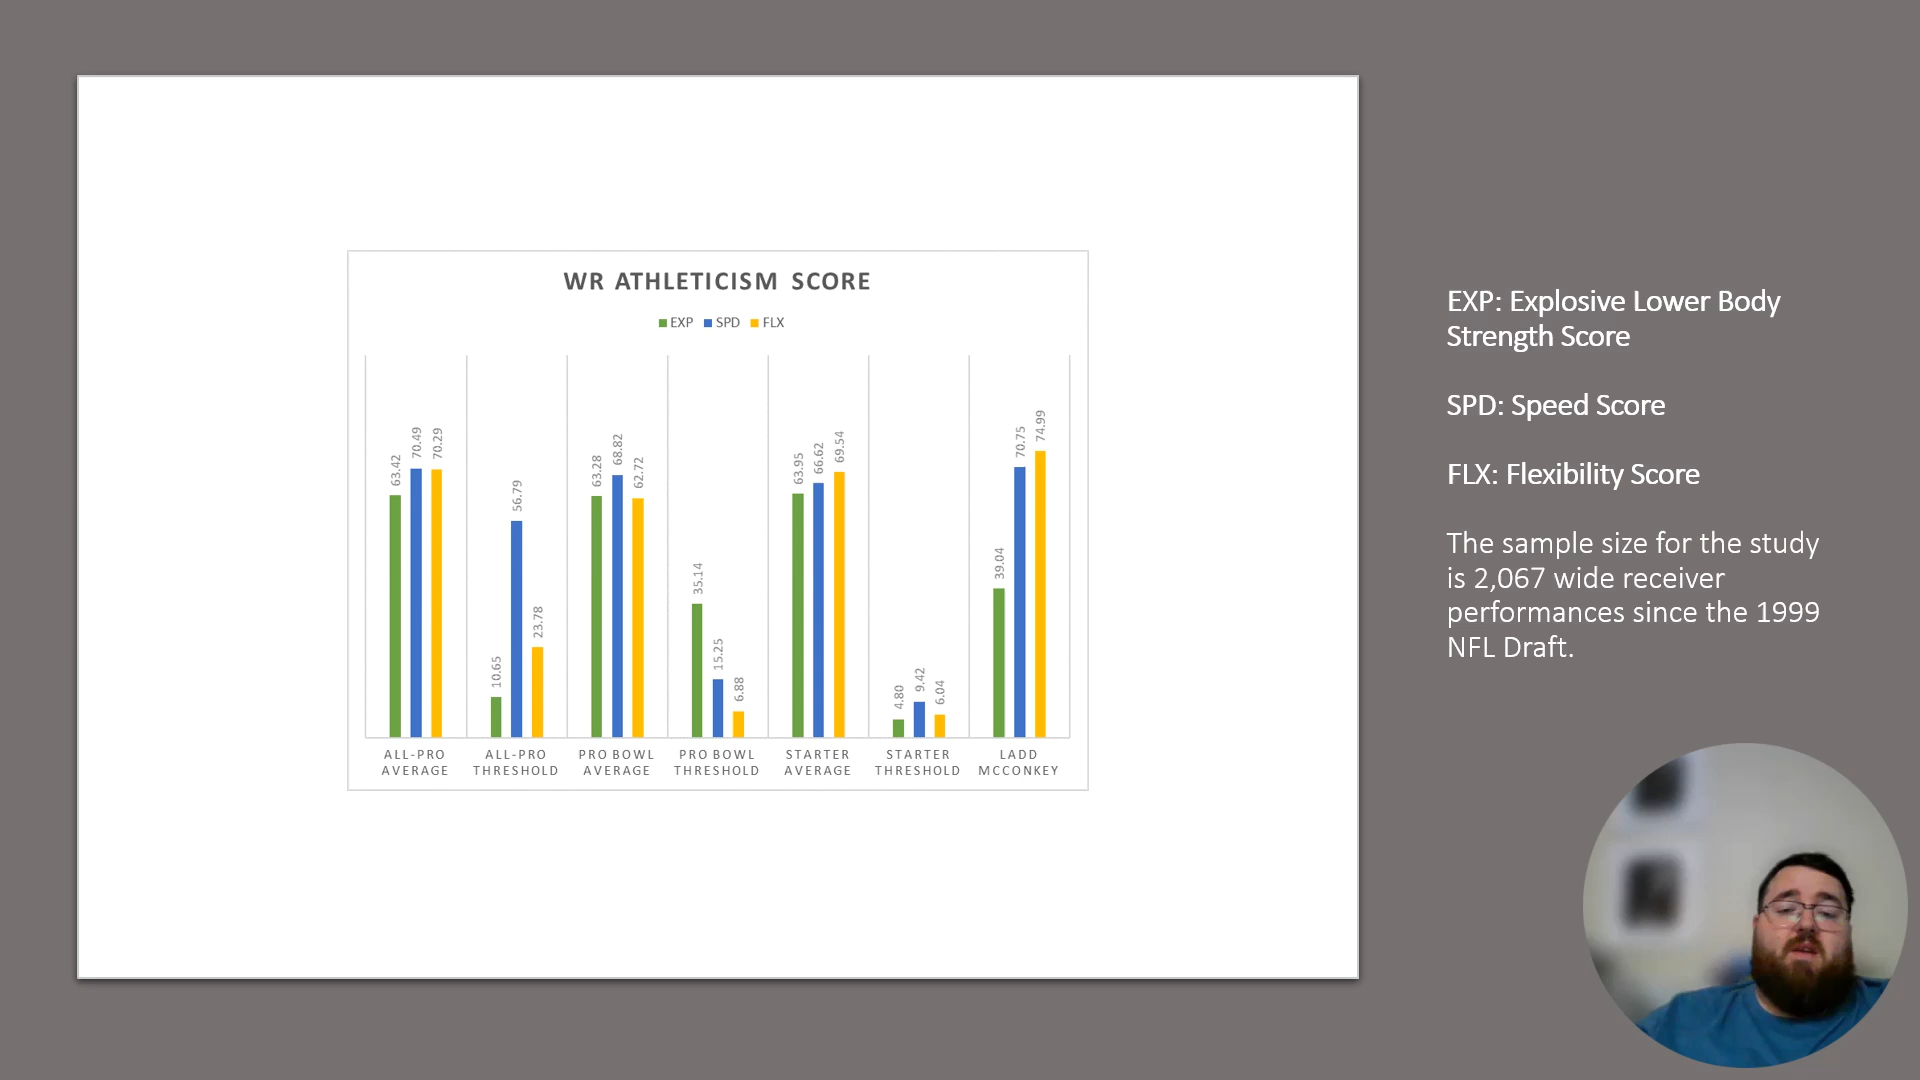 WR ATHLETICISM SCORE
EXP SPD FLX
63.42 70.49 70.29
10.65 56.79 23.78
63.28 68.82 62.72
35.14 15.25 6.88
63.95 66.62 69.54
4.80 9.42 6.04
39.04 70.75 74.99
ALL-PRO AVERAGE
ALL-PRO THRESHOLD
PRO BOWL AVERAGE
PRO BOWL THRESHOLD
STARTER AVERAGE
STARTER THRESHOLD
LADD MCCONKEY
EXP: Explosive Lower Body
Strength Score
SPD: Speed Score
FLX: Flexibility Score
The sample size for the study
is 2,067 wide receiver
performances since the 1999
NFL Draft.